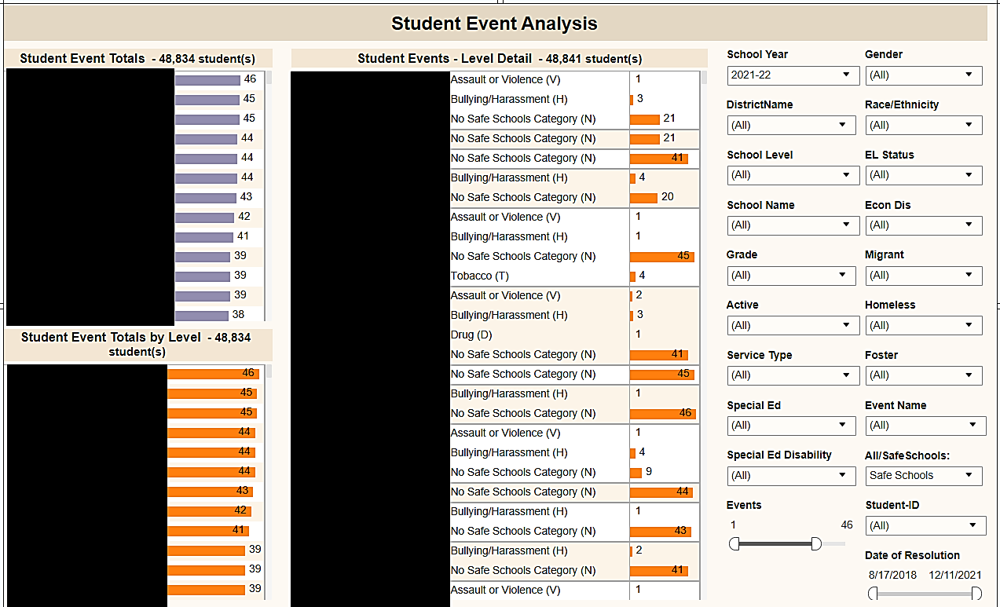 Student Event Analysis
Student Event Totals - 48,834 student(s)
46
45
45
44
44
44
43
42
41
39
39
39
38
Student Event Totals by Level - 48,834
student(s)
46
45
45
44
44
44
43
42
41
39
39
39
Student Events - Level Detail - 48,841 student(s)
Assault or Violence (V) 1
Bullying/Harassment (H) 3
No Safe Schools Category (N) 21
No Safe Schools Category (N) 21
No Safe Schools Category (N) 41
Bullying/Harassment (H) 4
No Safe Schools Category (N) 20
Assault or Violence (V) 1
Bullying/Harassment (H) 1
No Safe Schools Category (N) 45
Tobacco (T) 4
Assault or Violence (V) 2
Bullying/Harassment (H) 3
Drug (D) 1
No Safe Schools Category (N) 41
No Safe Schools Category (N) 45
Bullying/Harassment (H) 1
No Safe Schools Category (N) 46
Assault or Violence (V) 1
Bullying/Harassment (H) 4
No Safe Schools Category (N) 9
No Safe Schools Category (N) 44
Bullying/Harassment (H) 1
No Safe Schools Category (N) 43
Bullying/Harassment (H) 2
No Safe Schools Category (N) 41
Assault or Violence (V) 1
School Year
2021-22
DistrictName
(All)
School Level
(All)
School Name
(All)
Grade
(All)
Active
(All)
Service Type
(All)
Special Ed
(All)
Special Ed Disability
(All)
Events
1 46
Gender
(All)
Race/Ethnicity
(All)
EL Status
(All)
Econ Dis
(All)
Migrant
(All)
Homeless
(All)
Foster
(All)
Event Name
(All)
All/SafeSchools:
Safe Schools
Student-ID
(All)
Date of Resolution
8/17/2018 12/11/2021